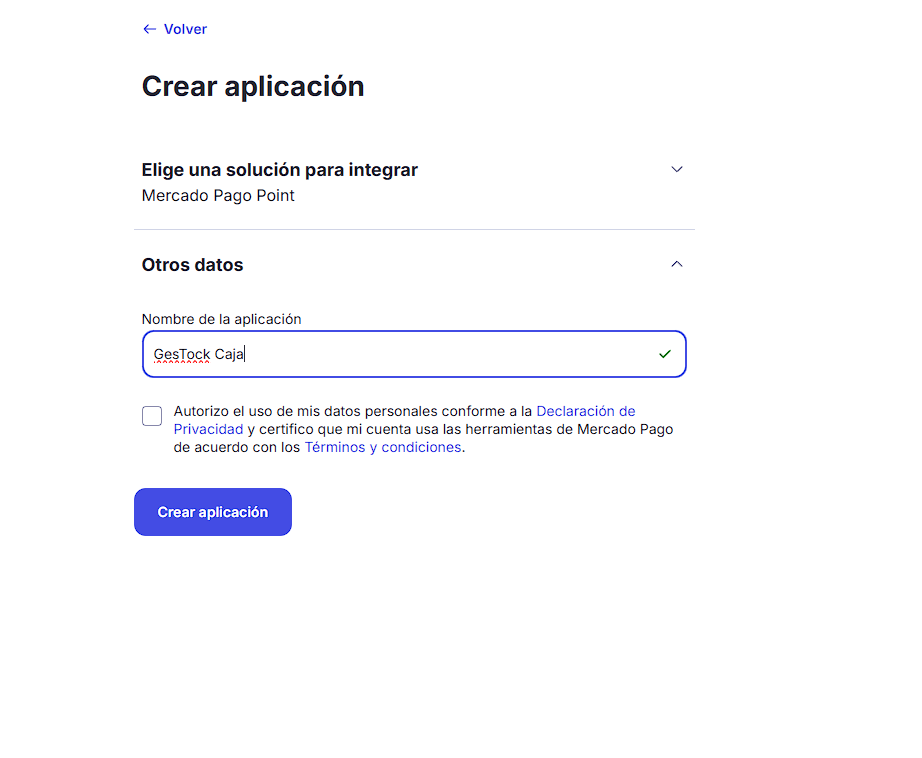 Volver
Crear aplicación
Elige una solución para integrar
Mercado Pago Point
Otros datos
Nombre de la aplicación
GesTock Caja
Autorizo el uso de mis datos personales conforme a la Declaración de
Privacidad y certifico que mi cuenta usa las herramientas de Mercado Pago
de acuerdo con los Términos y condiciones.
Crear aplicación